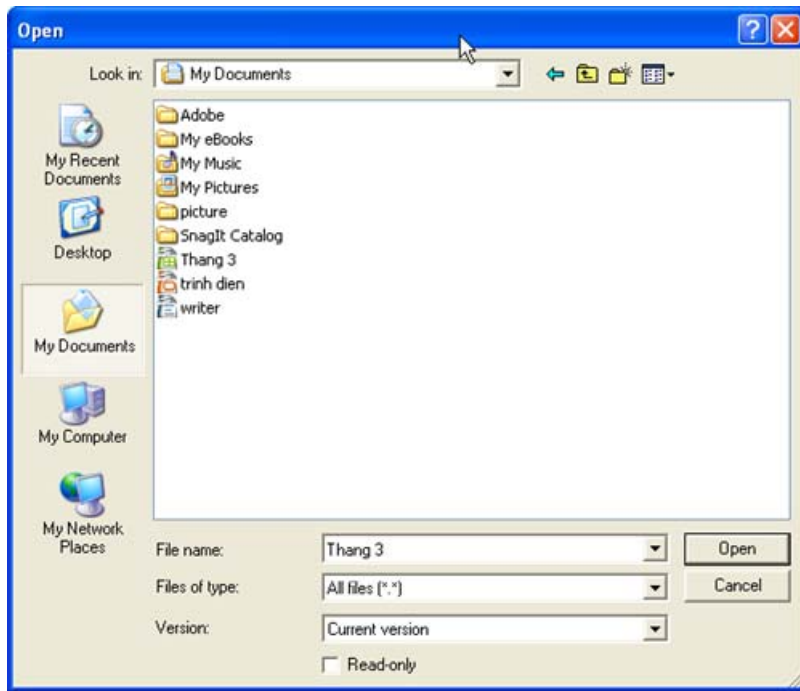 Open
Look in: My Documents
My Recent
Documents
Desktop
My Documents
My Computer
My Network
Places
Adobe
My eBooks
My Music
My Pictures
picture
SnagIt Catalog
Thang 3
trinh dien
writer
File name: Thang 3 Open
Files of type: All files (*.*) Cancel
Version: Current version
Read-only